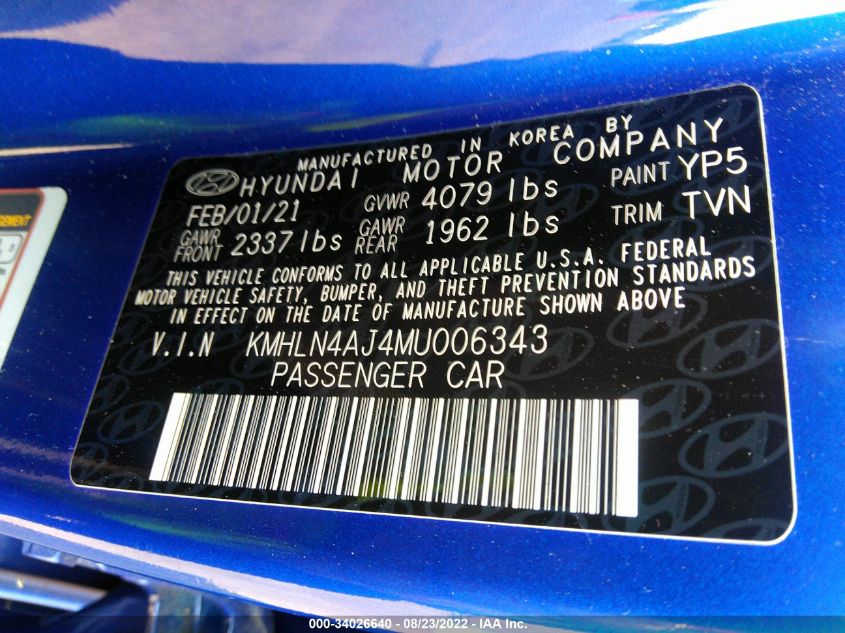 MANUFACTURED IN KOREA BY
HYUNDAI MOTOR COMPANY
FEB/01/21 GVWR 4079 lbs PAINT YP5
GAWR FRONT 2337 lbs GAWR REAR 1962 lbs TRIM TVN
THIS VEHICLE CONFORMS TO ALL APPLICABLE U.S.A. FEDERAL
MOTOR VEHICLE SAFETY, BUMPER, AND THEFT PREVENTION STANDARDS
IN EFFECT ON THE DATE OF MANUFACTURE SHOWN ABOVE
V.I.N KMHLN4AJ4MU006343
PASSENGER CAR
000-34026640 - 08/23/2022 - IAA Inc.